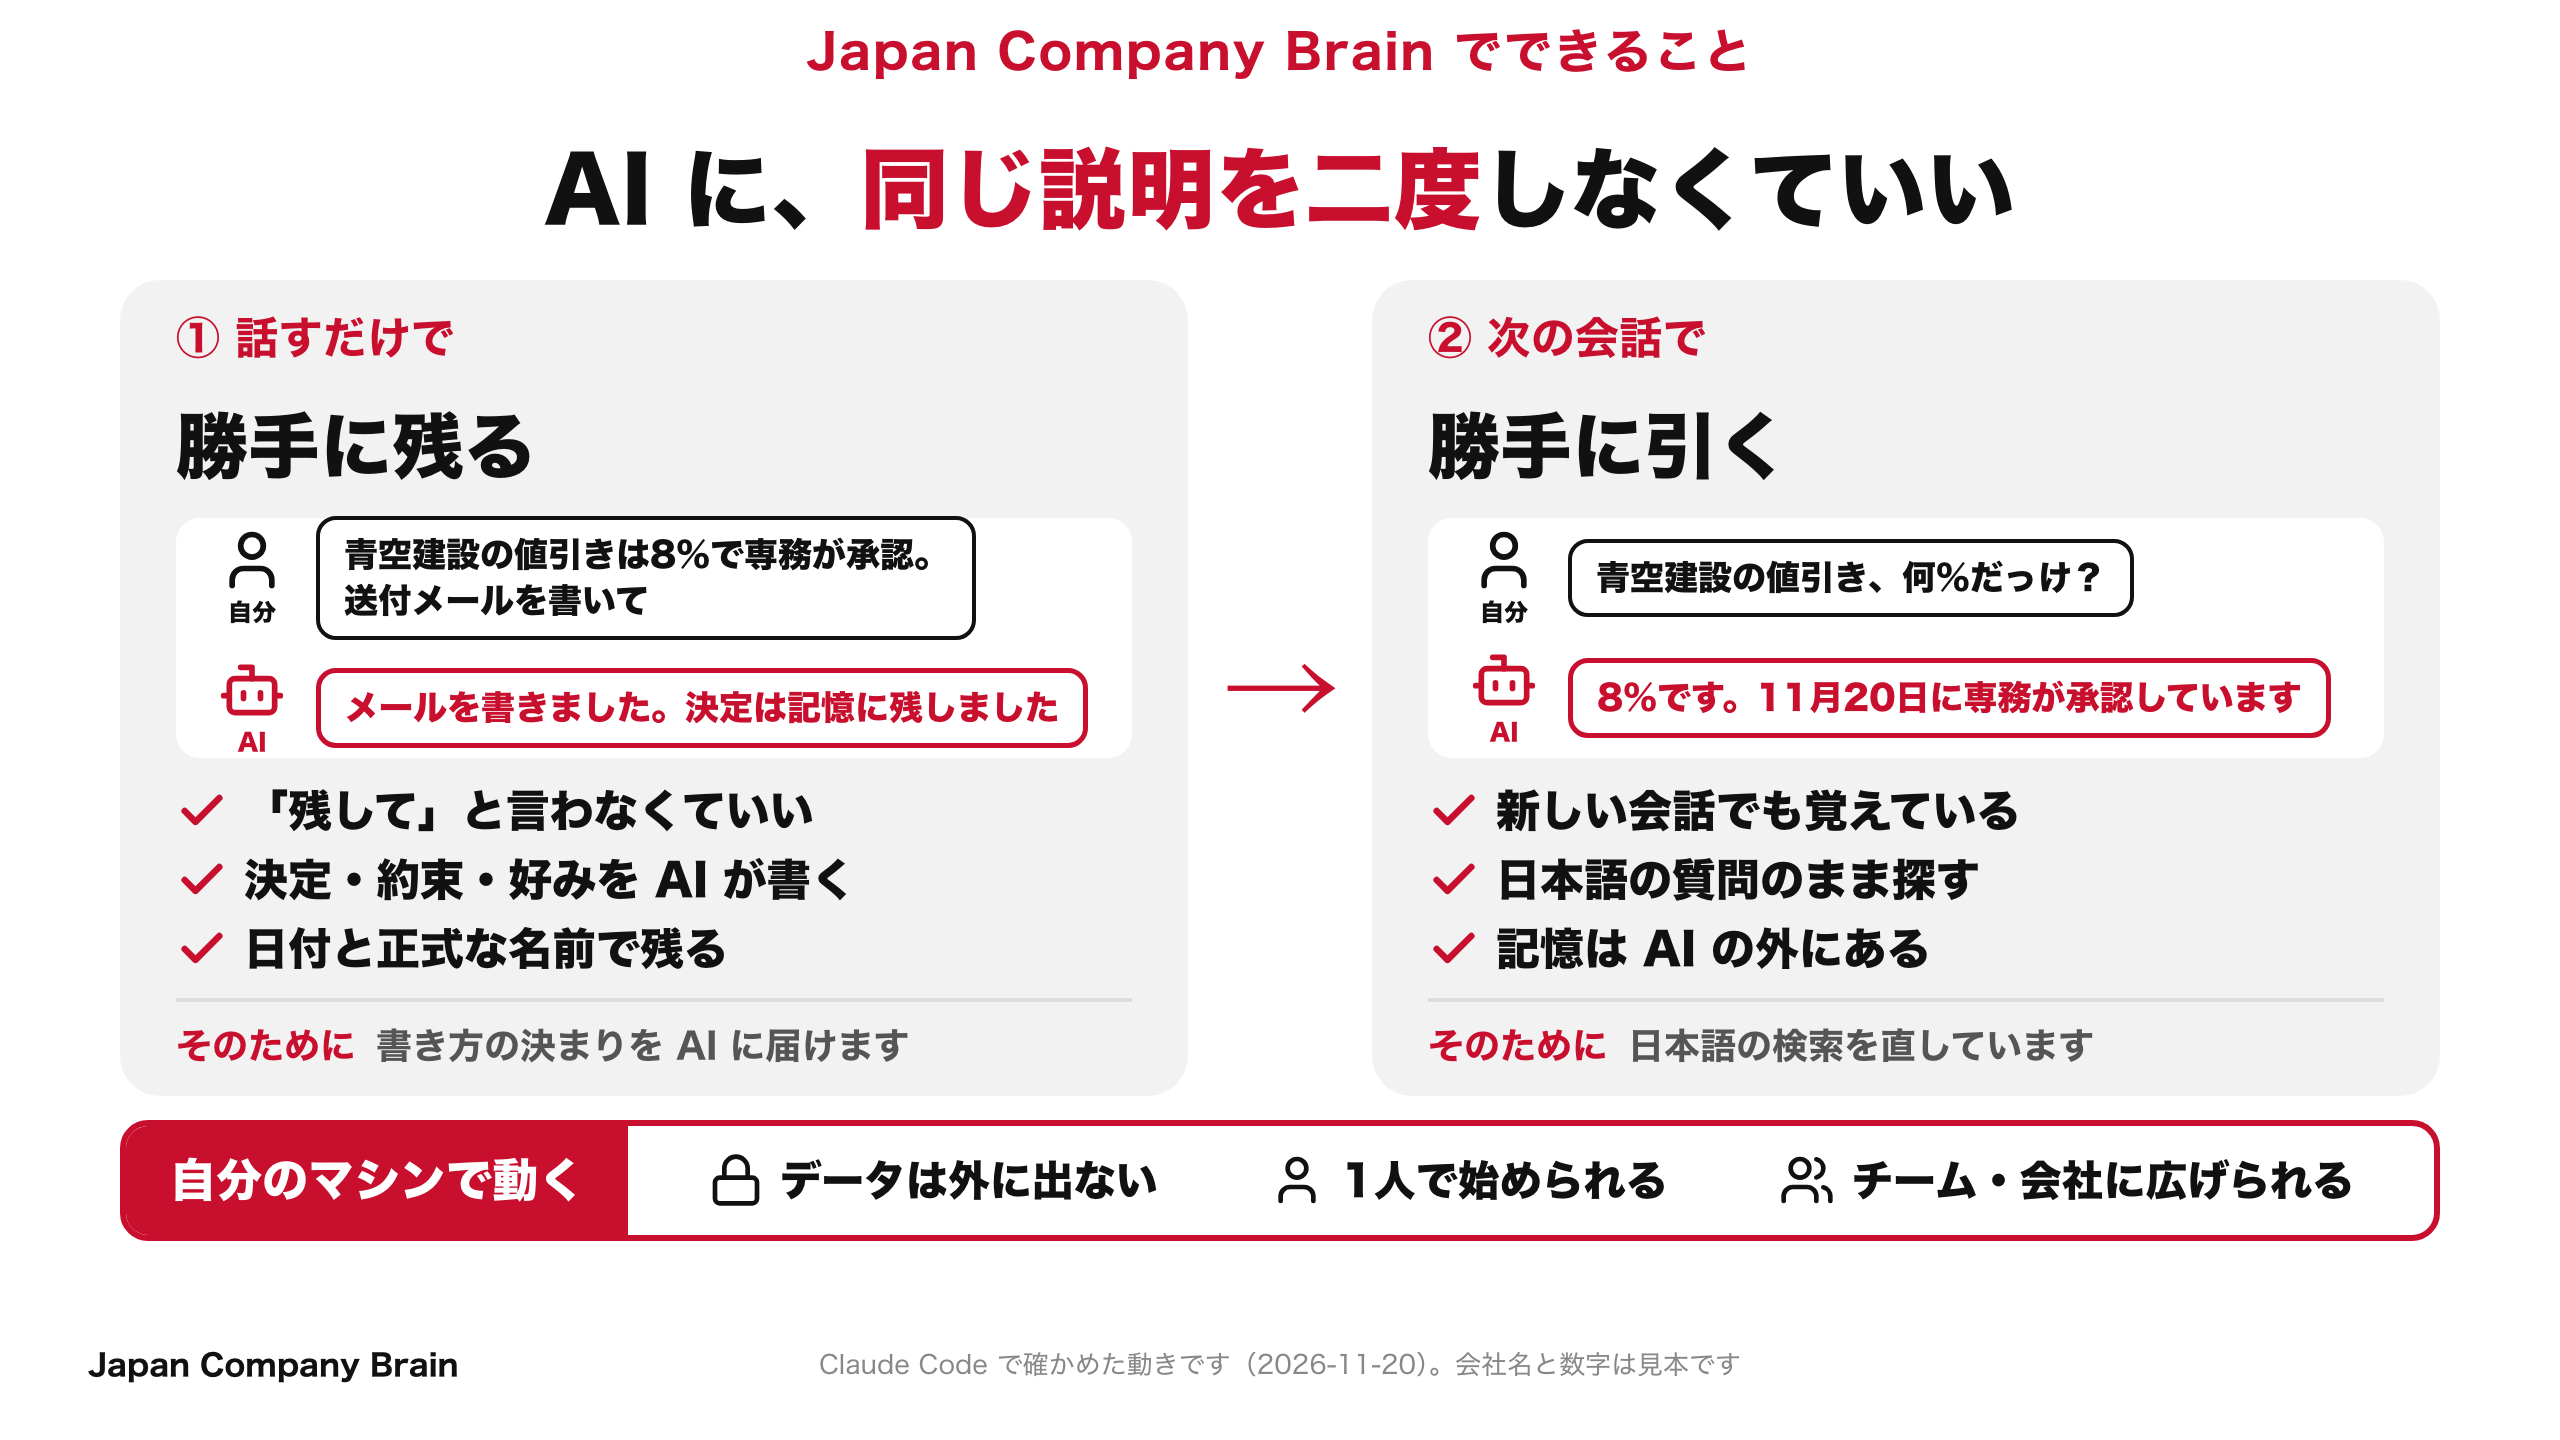 Japan Company Brain でできること
AI に、同じ説明を二度しなくていい
① 話すだけで
勝手に残る
自分
青空建設の値引きは8%で専務が承認。
送付メールを書いて
AI
メールを書きました。決定は記憶に残しました
「残して」と言わなくていい
決定・約束・好みを AI が書く
日付と正式な名前で残る
そのために 書き方の決まりを AI に届けます
② 次の会話で
勝手に引く
自分
青空建設の値引き、何%だっけ？
AI
8%です。11月20日に専務が承認しています
新しい会話でも覚えている
日本語の質問のまま探す
記憶は AI の外にある
そのために 日本語の検索を直しています
自分のマシンで動く
データは外に出ない
1人で始められる
チーム・会社に広げられる
Japan Company Brain
Claude Code で確かめた動きです（2026-11-20）。会社名と数字は見本です